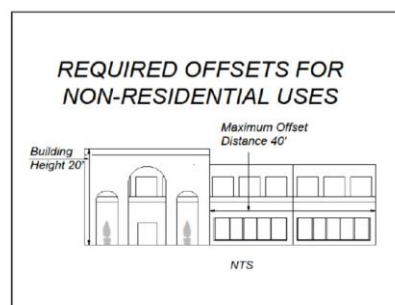 REQUIRED OFFSETS FOR
NON-RESIDENTIAL USES
Maximum Offset
Distance 40'
Building
Height 20'
NTS